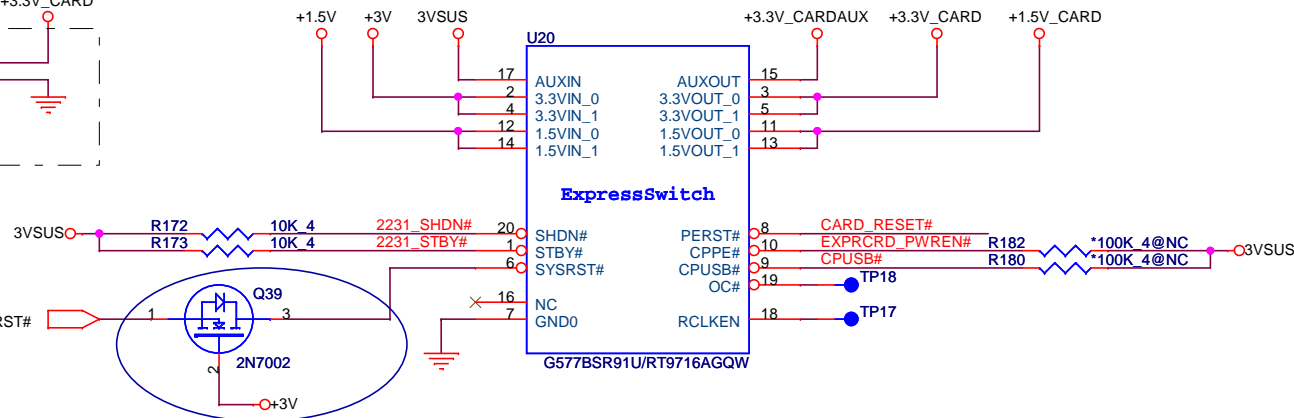 +3.3V_CARD
+1.5V +3V 3VSUS +3.3V_CARDAUX +3.3V_CARD +1.5V_CARD
U20
17 AUXIN AUXOUT 15
2 3.3VIN_0 3.3VOUT_0 3
4 3.3VIN_1 3.3VOUT_1 5
12 1.5VIN_0 1.5VOUT_0 11
14 1.5VIN_1 1.5VOUT_1 13
ExpressSwitch
3VSUS R172 10K_4 2231_SHDN# 20 SHDN# PERST# 8 CARD_RESET#
R173 10K_4 2231_STBY# 1 STBY# CPPE# 10 EXPRCRD_PWREN# R182 *100K_4@NC 3VSUS
6 SYSRST# CPUSB# 9 CPUSB# R180 *100K_4@NC
OC# 19 TP18
16 NC
7 GND0 RCLKEN 18 TP17
RST# 1 Q39 3
2N7002
2
+3V
G577BSR91U/RT9716AGQW